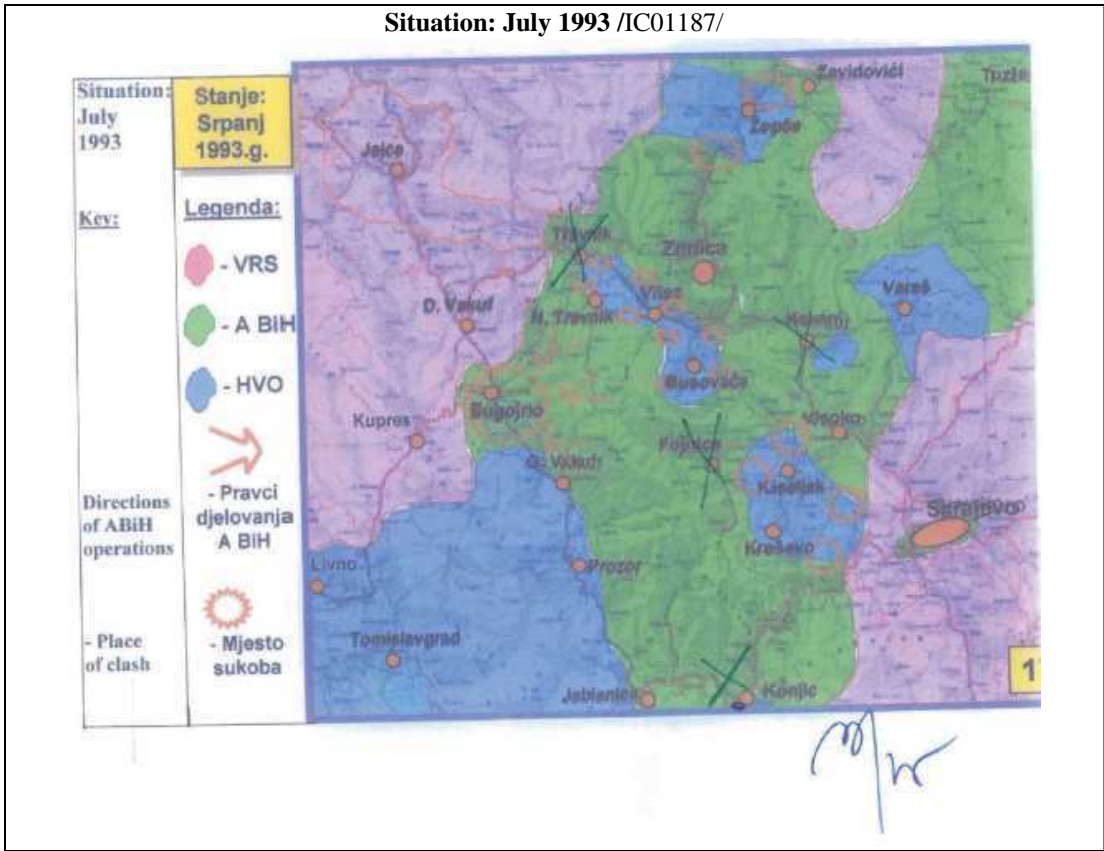 Situation: July 1993 /IC01187/
Situation:
July
1993
Stanje:
Srpanj
1993.g.
Key:
Legenda:
- VRS
- A BiH
- HVO
Directions
of ABiH
operations
- Pravci
djelovanja
A BiH
- Place
of clash
- Mjesto
sukoba
Zavidovići
Žepče
Jajce
Travnik
Zenica
Vareš
Vitez
N. Travnik
D. Vakuf
Kakanj
Busovača
Bugojno
Kupres
Visoko
Fojnica
G. Vakuf
Kiseljak
Sarajevo
Kreševo
Livno
Prozor
Tomislavgrad
Jablanica
Konjic
1